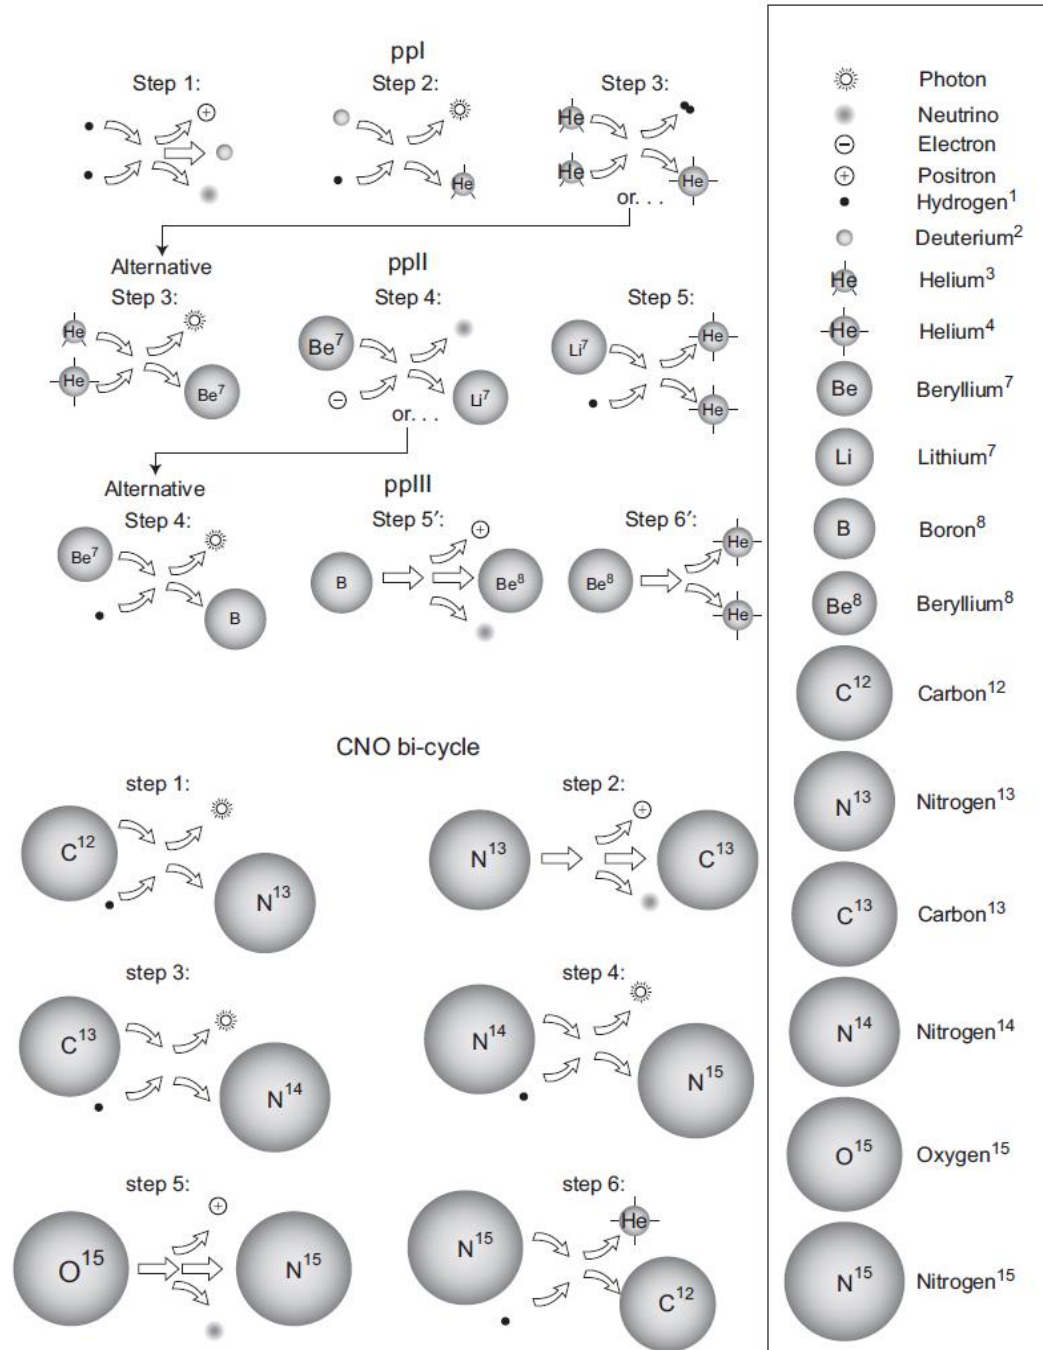 ppI
Step 1:
Step 2:
Step 3:
He
He
He
He
or. . .
Alternative
ppII
Step 3:
Step 4:
Step 5:
He
He
Be⁷
Be⁷
or. . .
Li⁷
Li⁷
He
He
Alternative
ppIII
Step 4:
Step 5′:
Step 6′:
Be⁷
B
B
Be⁸
Be⁸
He
He
CNO bi-cycle
step 1:
step 2:
C¹²
N¹³
N¹³
C¹³
step 3:
step 4:
C¹³
N¹⁴
N¹⁴
N¹⁵
step 5:
step 6:
O¹⁵
N¹⁵
N¹⁵
He
C¹²
Photon
Neutrino
Electron
Positron
Hydrogen¹
Deuterium²
He Helium³
He Helium⁴
Be Beryllium⁷
Li Lithium⁷
B Boron⁸
Be⁸ Beryllium⁸
C¹² Carbon¹²
N¹³ Nitrogen¹³
C¹³ Carbon¹³
N¹⁴ Nitrogen¹⁴
O¹⁵ Oxygen¹⁵
N¹⁵ Nitrogen¹⁵